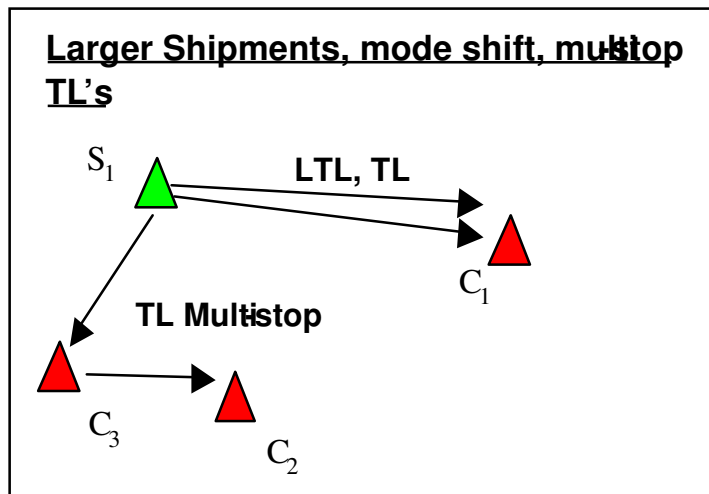 Larger Shipments, mode shift, multi-stop
TL's
S1
LTL, TL
C1
TL Multi-stop
C3
C2